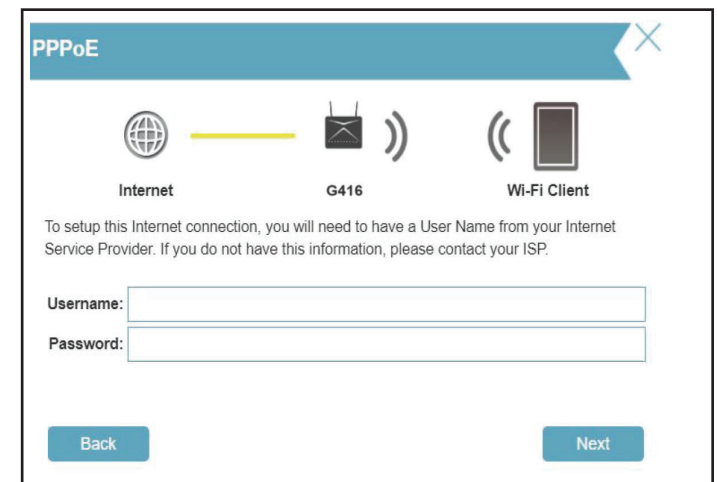 PPPoE
Internet G416 Wi-Fi Client
To setup this Internet connection, you will need to have a User Name from your Internet
Service Provider. If you do not have this information, please contact your ISP.
Username:
Password:
Back Next